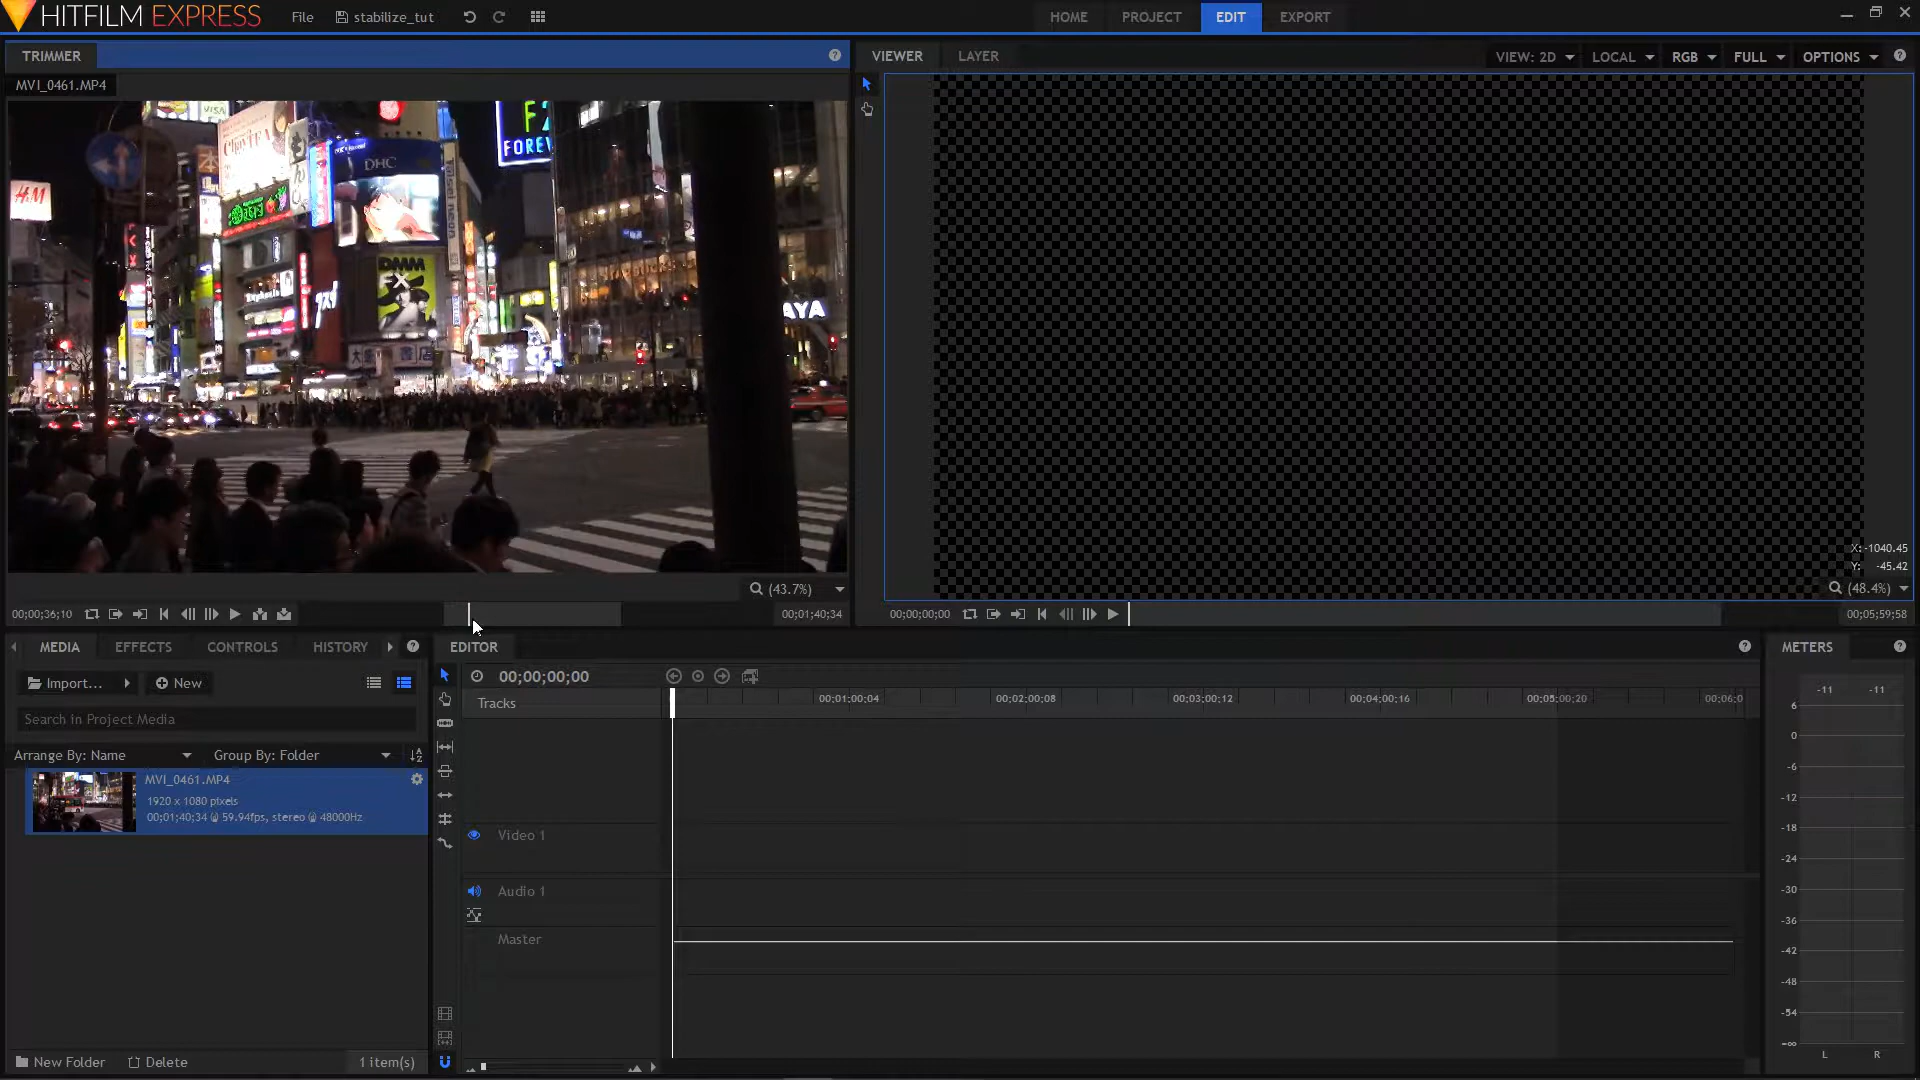 HITFILM EXPRESS
File
stabilize_tut
HOME
PROJECT
EDIT
EXPORT
TRIMMER
MVI_0461.MP4
VISA
DHC
H&M
FOREV
DMM
FX
AYA
(43.7%)
00;00;36;10
00;01;40;34
VIEWER
LAYER
VIEW: 2D
LOCAL
RGB
FULL
OPTIONS
X: -1040.45
Y: -45.42
(48.4%)
00;00;00;00
00;05;59;58
MEDIA
EFFECTS
CONTROLS
HISTORY
Import...
New
Search in Project Media
Arrange By: Name
Group By: Folder
MVI_0461.MP4
1920 x 1080 pixels
00;01;40;34 @ 59.94fps, stereo @ 48000Hz
New Folder
Delete
1 item(s)
EDITOR
00;00;00;00
Tracks
00;01;00;04
00;02;00;08
00;03;00;12
00;04;00;16
00;05;00;20
00;06;0
Video 1
Audio 1
Master
METERS
-11 -11
6
0
-6
-12
-18
-24
-30
-36
-42
-48
-54
-∞
L R